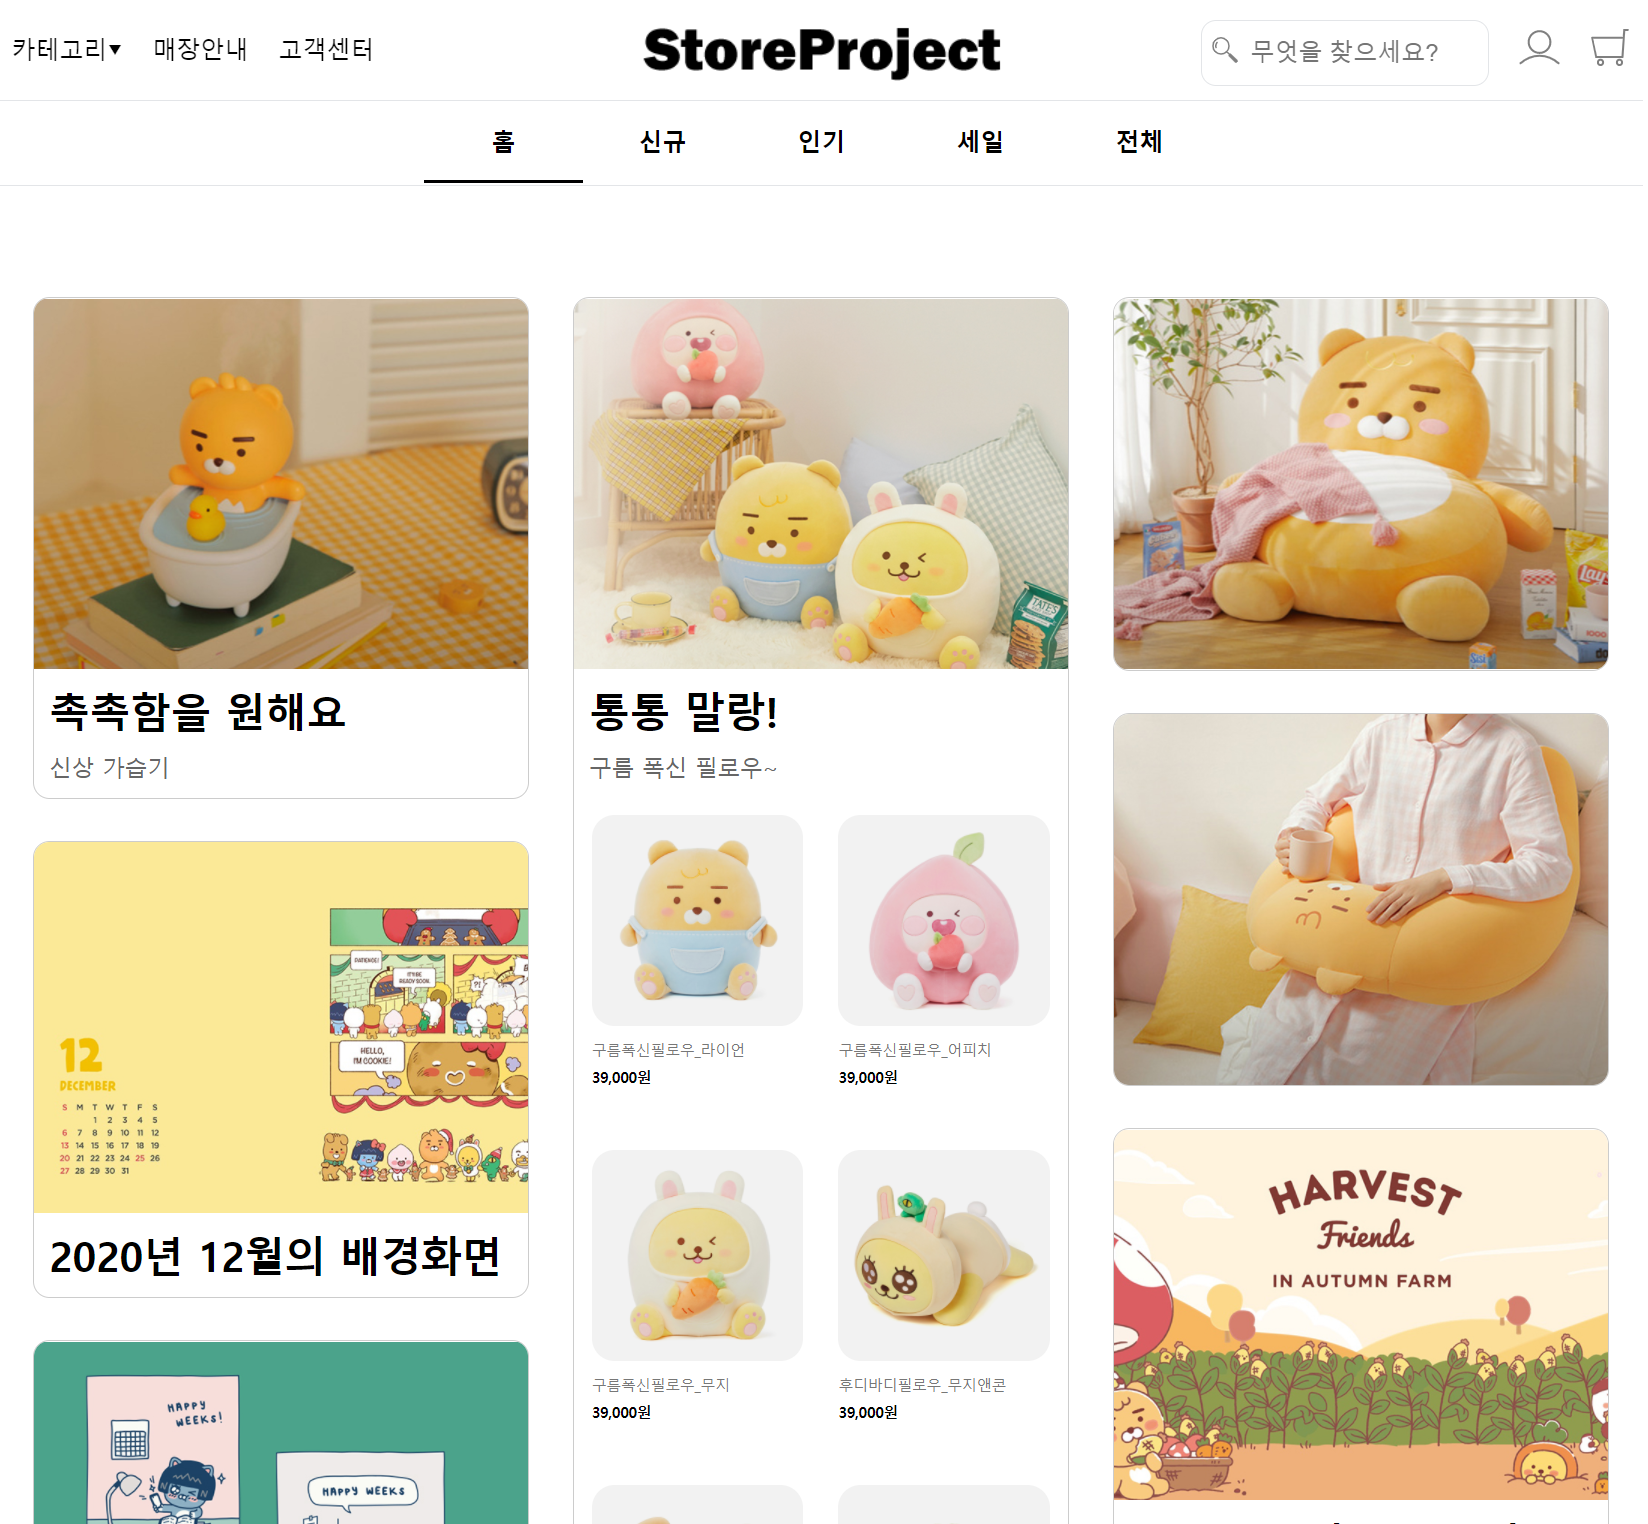 카테고리▼ 매장안내 고객센터
StoreProject
무엇을 찾으세요?
홈 신규 인기 세일 전체
촉촉함을 원해요
신상 가습기
12
DECEMBER
S M T W T F S
1 2 3 4 5
6 7 8 9 10 11 12
13 14 15 16 17 18 19
20 21 22 23 24 25 26
27 28 29 30 31
PATIENCE!
IT'LL BE
READY SOON.
?!
HELLO,
I'M COOKIE!
2020년 12월의 배경화면
HAPPY
WEEKS!
HAPPY WEEKS
TATE'S
통통 말랑!
구름 폭신 필로우~
구름폭신필로우_라이언
39,000원
구름폭신필로우_어피치
39,000원
구름폭신필로우_무지
39,000원
후디바디필로우_무지앤콘
39,000원
Lay's
HARVEST
Friends
IN AUTUMN FARM